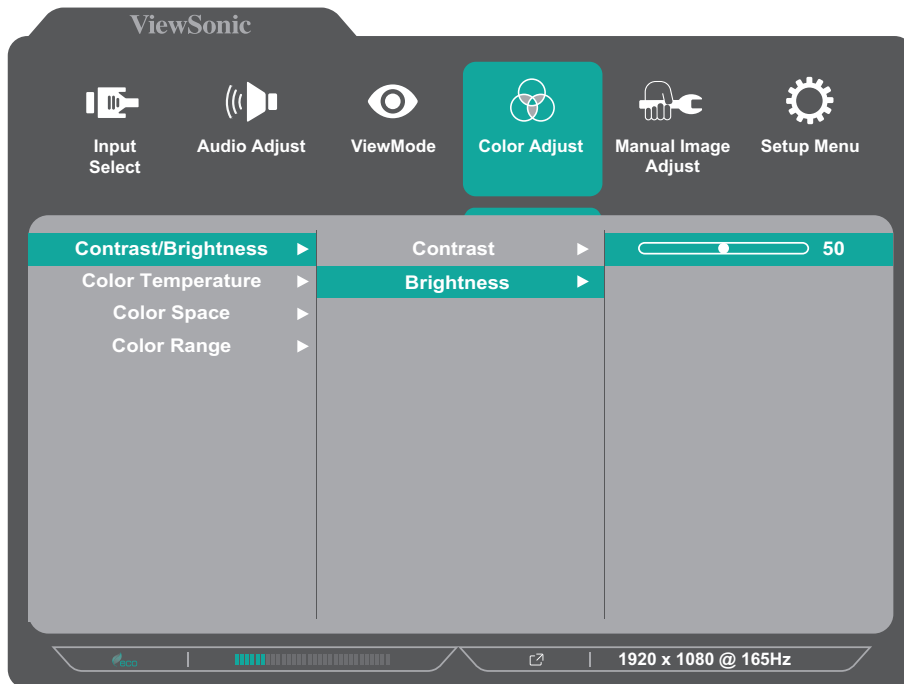 ViewSonic
Input
Select
Audio Adjust
ViewMode
Color Adjust
Manual Image
Adjust
Setup Menu
Contrast/Brightness
Contrast
50
Color Temperature
Brightness
Color Space
Color Range
eco
1920 x 1080 @ 165Hz